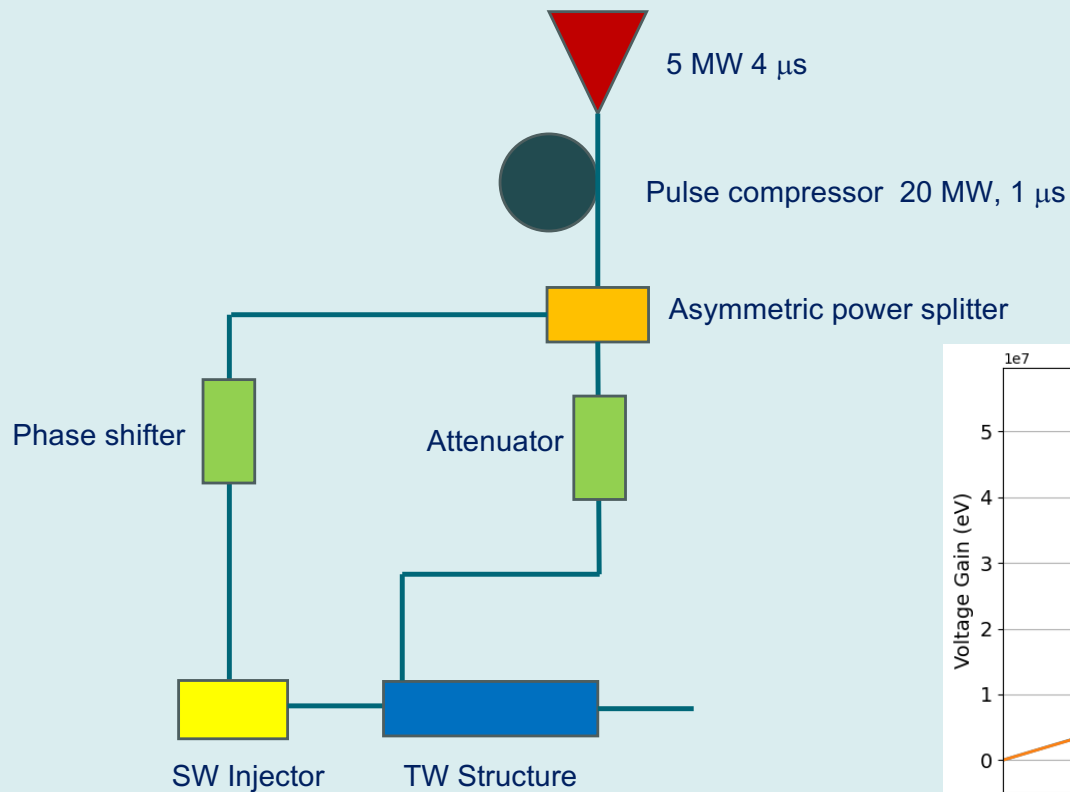 5 MW 4 μs
Pulse compressor 20 MW, 1 μs
Asymmetric power splitter
Phase shifter
Attenuator
SW Injector
TW Structure
1e7
Voltage Gain (eV)
5
4
3
2
1
0